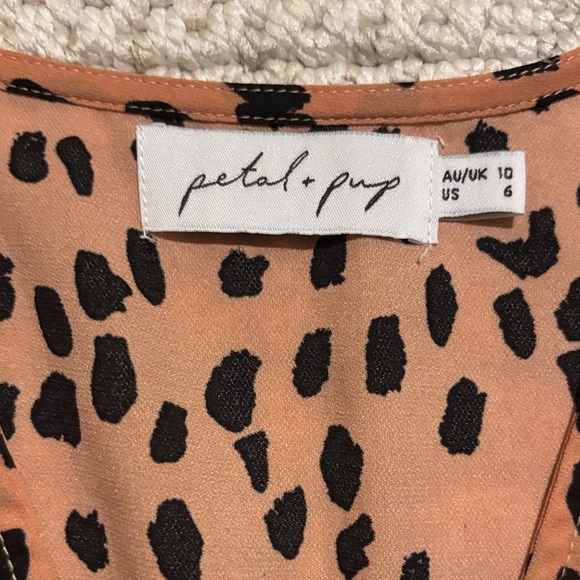 petal + pup
AU/UK 10
US 6